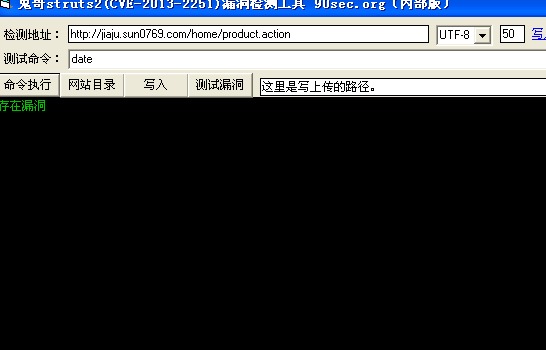 鬼哥struts2(CVE-2013-2251)漏洞检测工具 90sec.org（内部版）
检测地址： http://jiaju.sun0769.com/home/product.action UTF-8 50 写入
测试命令： date
命令执行 网站目录 写入 测试漏洞 这里是写上传的路径。
存在漏洞